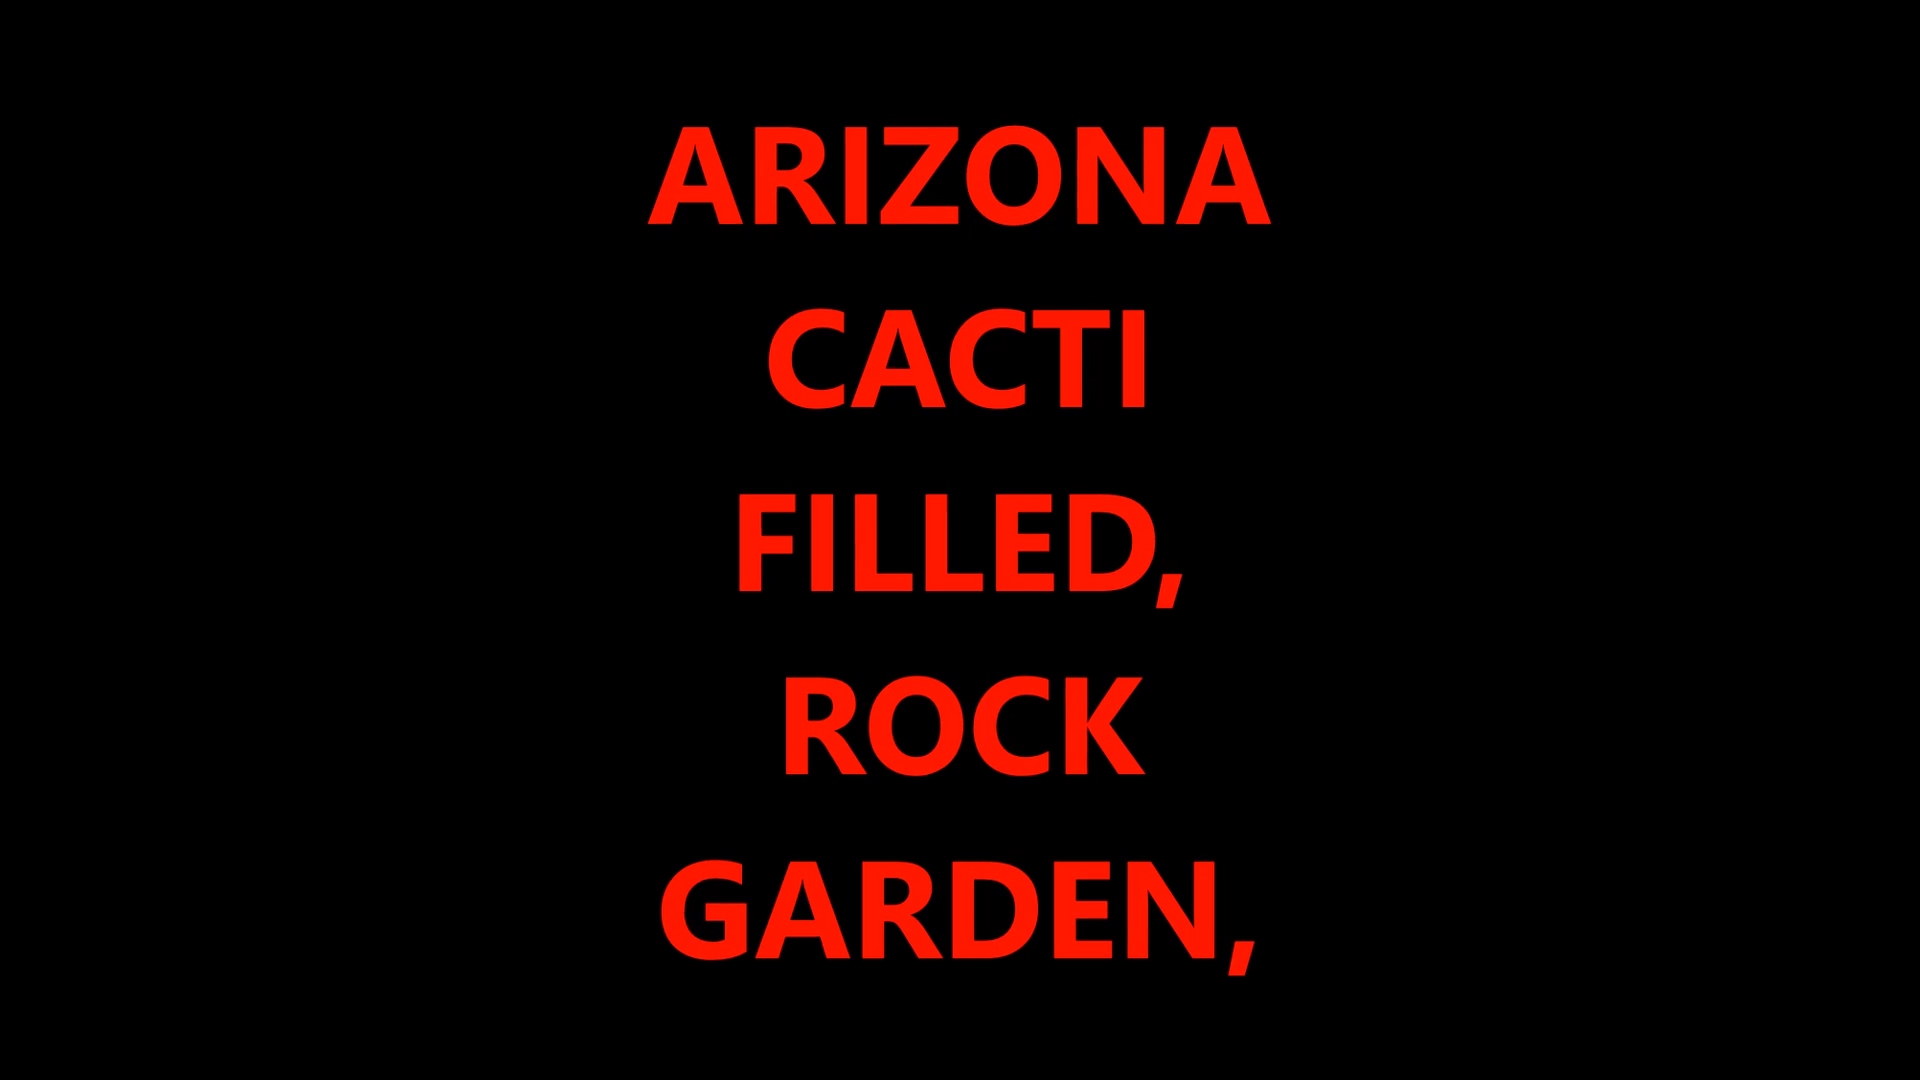 ARIZONA
CACTI
FILLED,
ROCK
GARDEN,